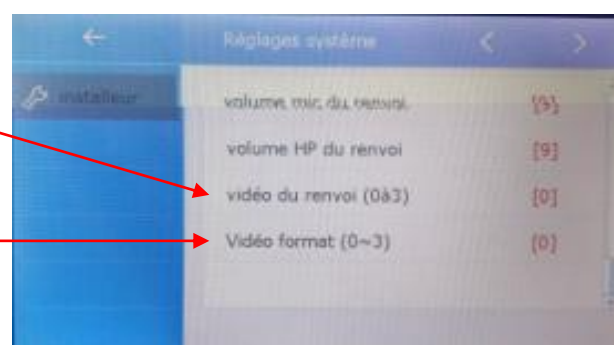 Réglages système
installeur
volume mic du renvoi [9]
volume HP du renvoi [9]
vidéo du renvoi (0à3) [0]
Vidéo format (0~3) [0]